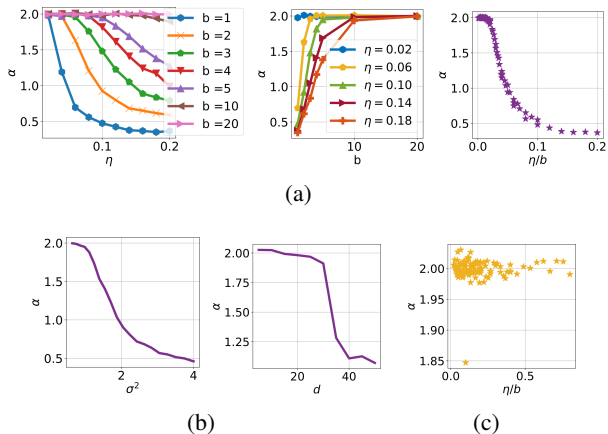 2.0
1.5
1.0
0.5
α
0.1
0.2
η
b =1
b =2
b =3
b =4
b =5
b =10
b =20
2.0
1.5
1.0
0.5
α
0
10
20
b
η = 0.02
η = 0.06
η = 0.10
η = 0.14
η = 0.18
2.0
1.5
1.0
0.5
α
0.0
0.1
0.2
η/b
(a)
2.0
1.5
1.0
0.5
α
2
4
σ²
2.00
1.75
1.50
1.25
α
20
40
d
2.00
1.95
1.90
1.85
α
0.0
0.5
η/b
(b)
(c)